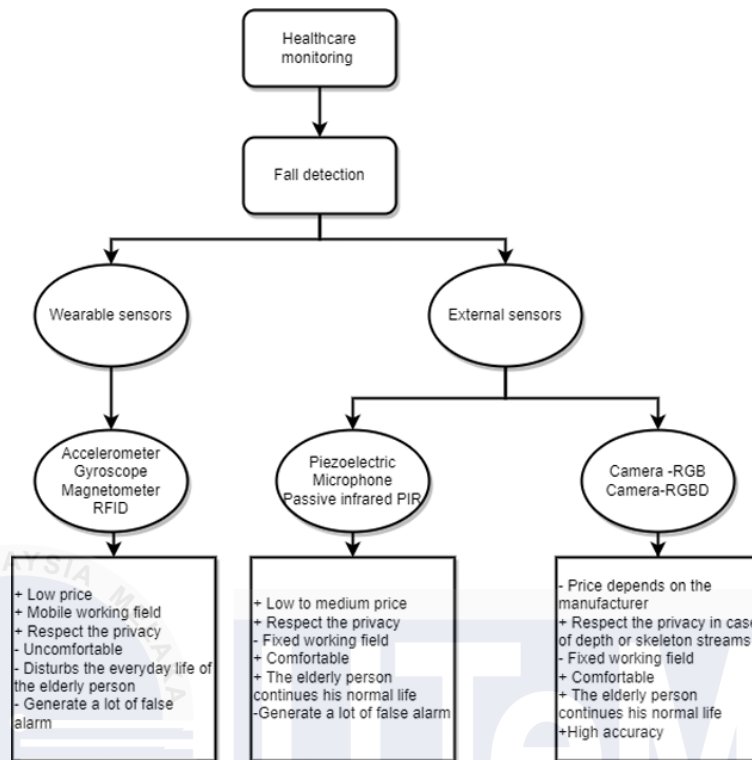 Healthcare
monitoring
Fall detection
Wearable sensors
External sensors
Accelerometer
Gyroscope
Magnetometer
RFID
Piezoelectric
Microphone
Passive infrared PIR
Camera -RGB
Camera-RGBD
+ Low price
+ Mobile working field
+ Respect the privacy
- Uncomfortable
- Disturbs the everyday life of
the elderly person
- Generate a lot of false
alarm
+ Low to medium price
+ Respect the privacy
- Fixed working field
+ Comfortable
+ The elderly person
continues his normal life
-Generate a lot of false alarm
- Price depends on the
manufacturer
+ Respect the privacy in case
of depth or skeleton streams
- Fixed working field
+ Comfortable
+ The elderly person
continues his normal life
+High accuracy